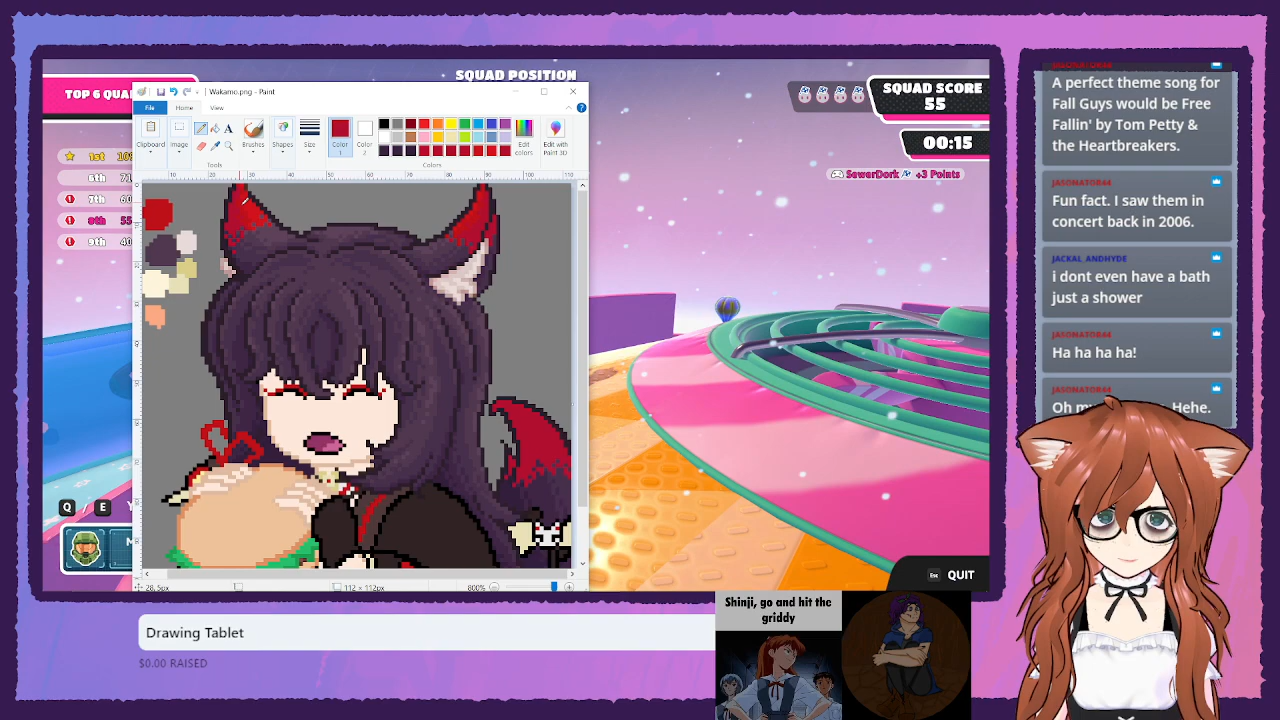 SQUAD POSITION
TOP 6 QUA
SQUAD SCORE
55
00:15
SewerDork +3 Points
1st
6th
7th
9th
9th
Wakamo.png - Paint
File
Home
View
Clipboard
Image
Tools
Brushes
Shapes
Size
Color 1
Color 2
Edit colors
Edit with Paint 3D
Colors
28, 5px
112 × 112px
800%
Q / E
Esc QUIT
Drawing Tablet
$0.00 RAISED
Shinji, go and hit the
griddy
A perfect theme song for
Fall Guys would be Free
Fallin' by Tom Petty &
the Heartbreakers.
JASONATOR44
Fun fact. I saw them in
concert back in 2006.
JACKAL_ANDHYDE
i dont even have a bath
just a shower
JASONATOR44
Ha ha ha ha!
JASONATOR44
Hehe.